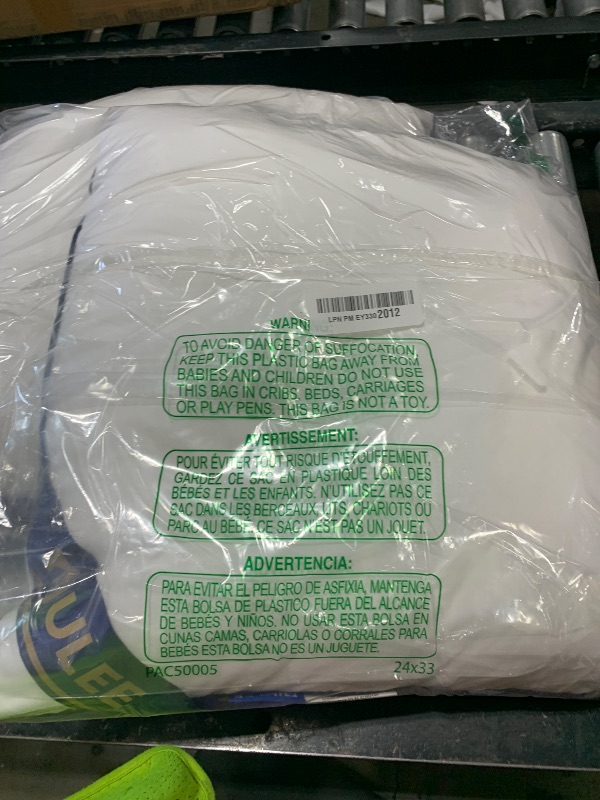 LPN PM EY330 2012
WARNI
TO AVOID DANGER OF SUFFOCATION,
KEEP THIS PLASTIC BAG AWAY FROM
BABIES AND CHILDREN DO NOT USE
THIS BAG IN CRIBS, BEDS, CARRIAGES
OR PLAY PENS. THIS BAG IS NOT A TOY.
AVERTISSEMENT:
POUR ÉVITER TOUT RISQUE D'ÉTOUFFEMENT,
GARDEZ CE SAC EN PLASTIQUE LOIN DES
BÉBÉS ET LES ENFANTS. N'UTILISEZ PAS CE
SAC DANS LES BERCEAUX, LITS, CHARIOTS OU
PARC AU BÉBÉ. CE SAC N'EST PAS UN JOUET.
ADVERTENCIA:
PARA EVITAR EL PELIGRO DE ASFIXIA, MANTENGA
ESTA BOLSA DE PLASTICO FUERA DEL ALCANCE
DE BEBÉS Y NIÑOS. NO USAR ESTA BOLSA EN
CUNAS CAMAS, CARRIOLAS O CORRALES PARA
BEBÉS ESTA BOLSA NO ES UN JUGUETE.
PAC50005 24x33